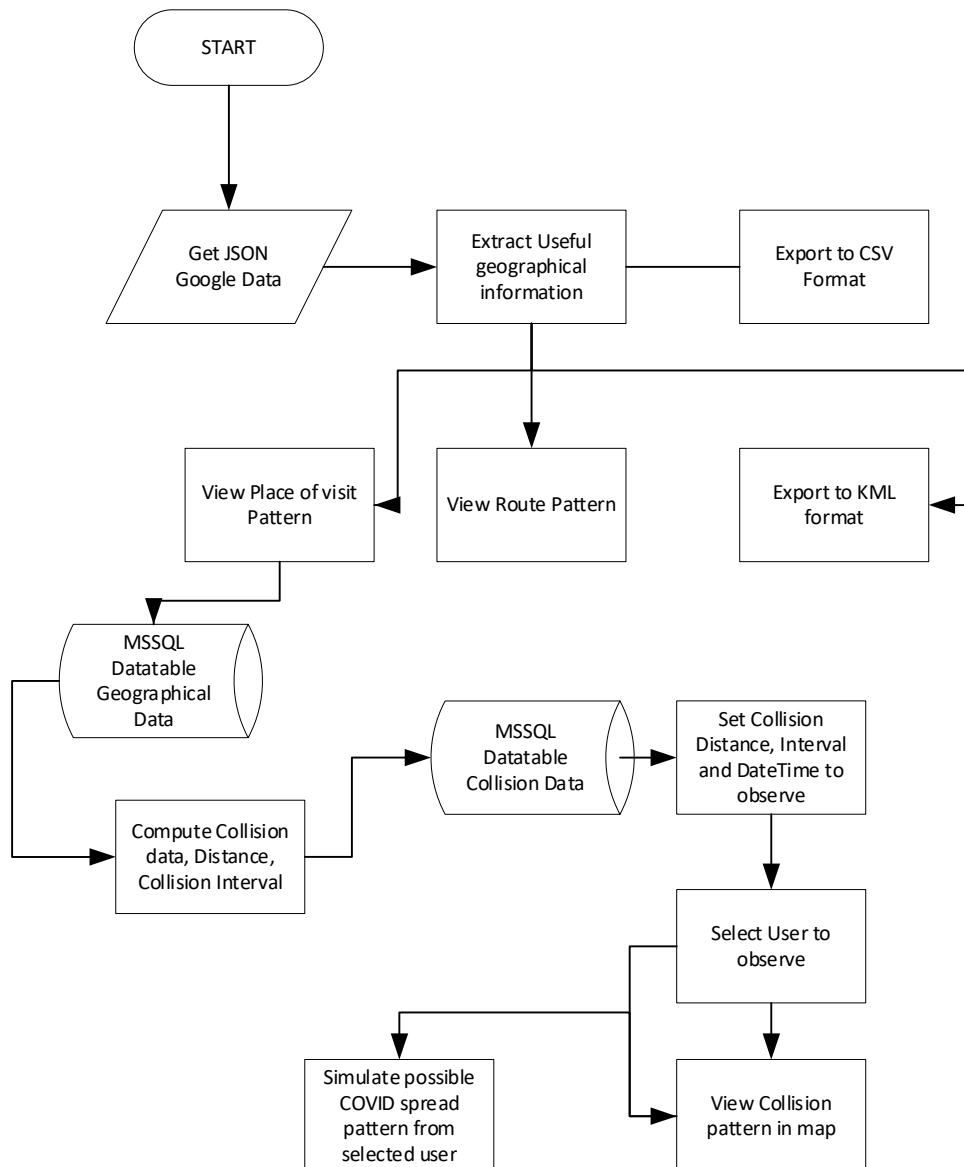 START
Get JSON
Google Data
Extract Useful
geographical
information
Export to CSV
Format
View Place of visit
Pattern
View Route Pattern
Export to KML
format
MSSQL
Datatable
Geographical
Data
MSSQL
Datatable
Collision Data
Set Collision
Distance, Interval
and DateTime to
observe
Compute Collision
data, Distance,
Collision Interval
Select User to
observe
Simulate possible
COVID spread
pattern from
selected user
View Collision
pattern in map